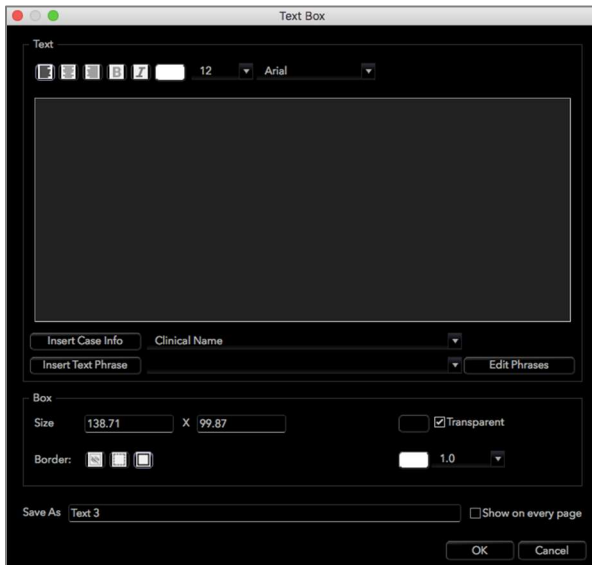 Text Box
Text
B I 12 Arial
Insert Case Info Clinical Name
Insert Text Phrase Edit Phrases
Box
Size 138.71 X 99.87 Transparent
Border: 1.0
Save As Text 3 Show on every page
OK Cancel